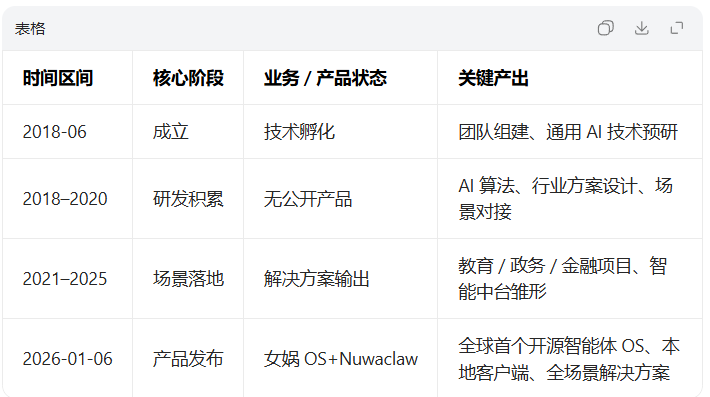 表格
时间区间 核心阶段 业务 / 产品状态 关键产出
2018-06 成立 技术孵化 团队组建、通用 AI 技术预研
2018–2020 研发积累 无公开产品 AI 算法、行业方案设计、场
景对接
2021–2025 场景落地 解决方案输出 教育 / 政务 / 金融项目、智
能中台雏形
2026-01-06 产品发布 女娲 OS+Nuwaclaw 全球首个开源智能体 OS、本
地客户端、全场景解决方案